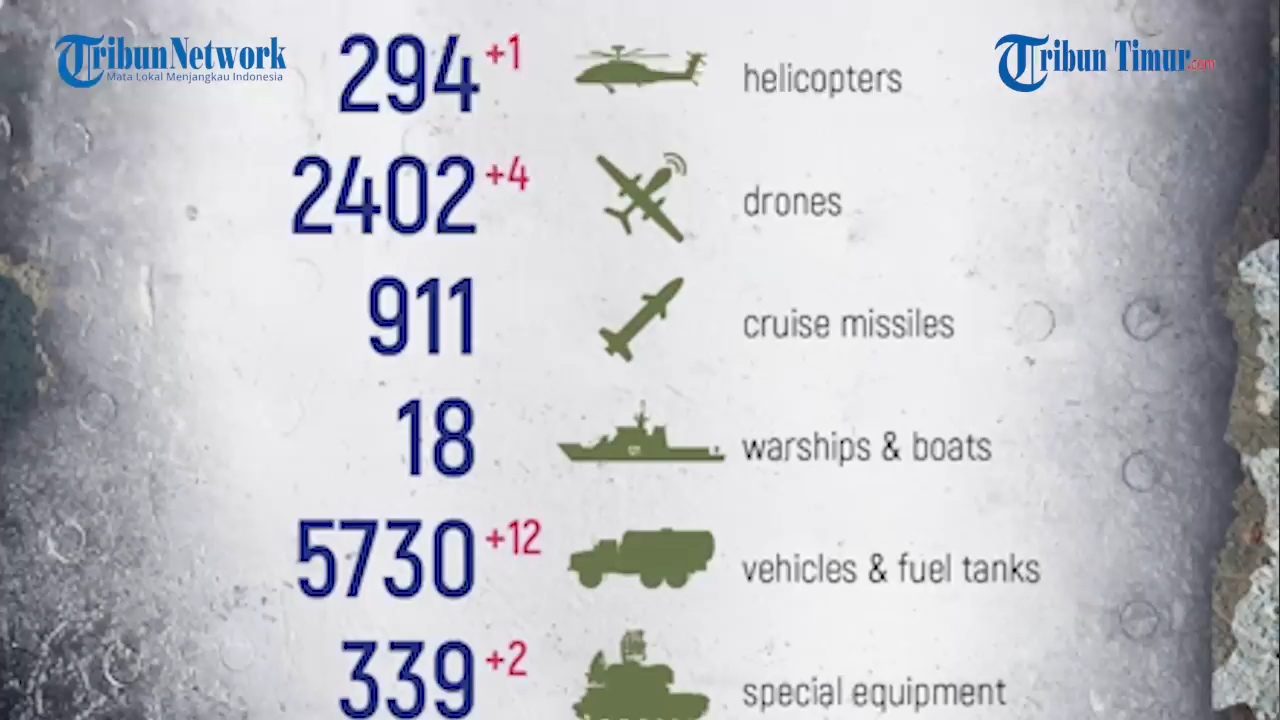 TribunNetwork
Mata Lokal Menjangkau Indonesia
Tribun Timur.com
294 +1 helicopters
2402 +4 drones
911 cruise missiles
18 warships & boats
5730 +12 vehicles & fuel tanks
339 +2 special equipment